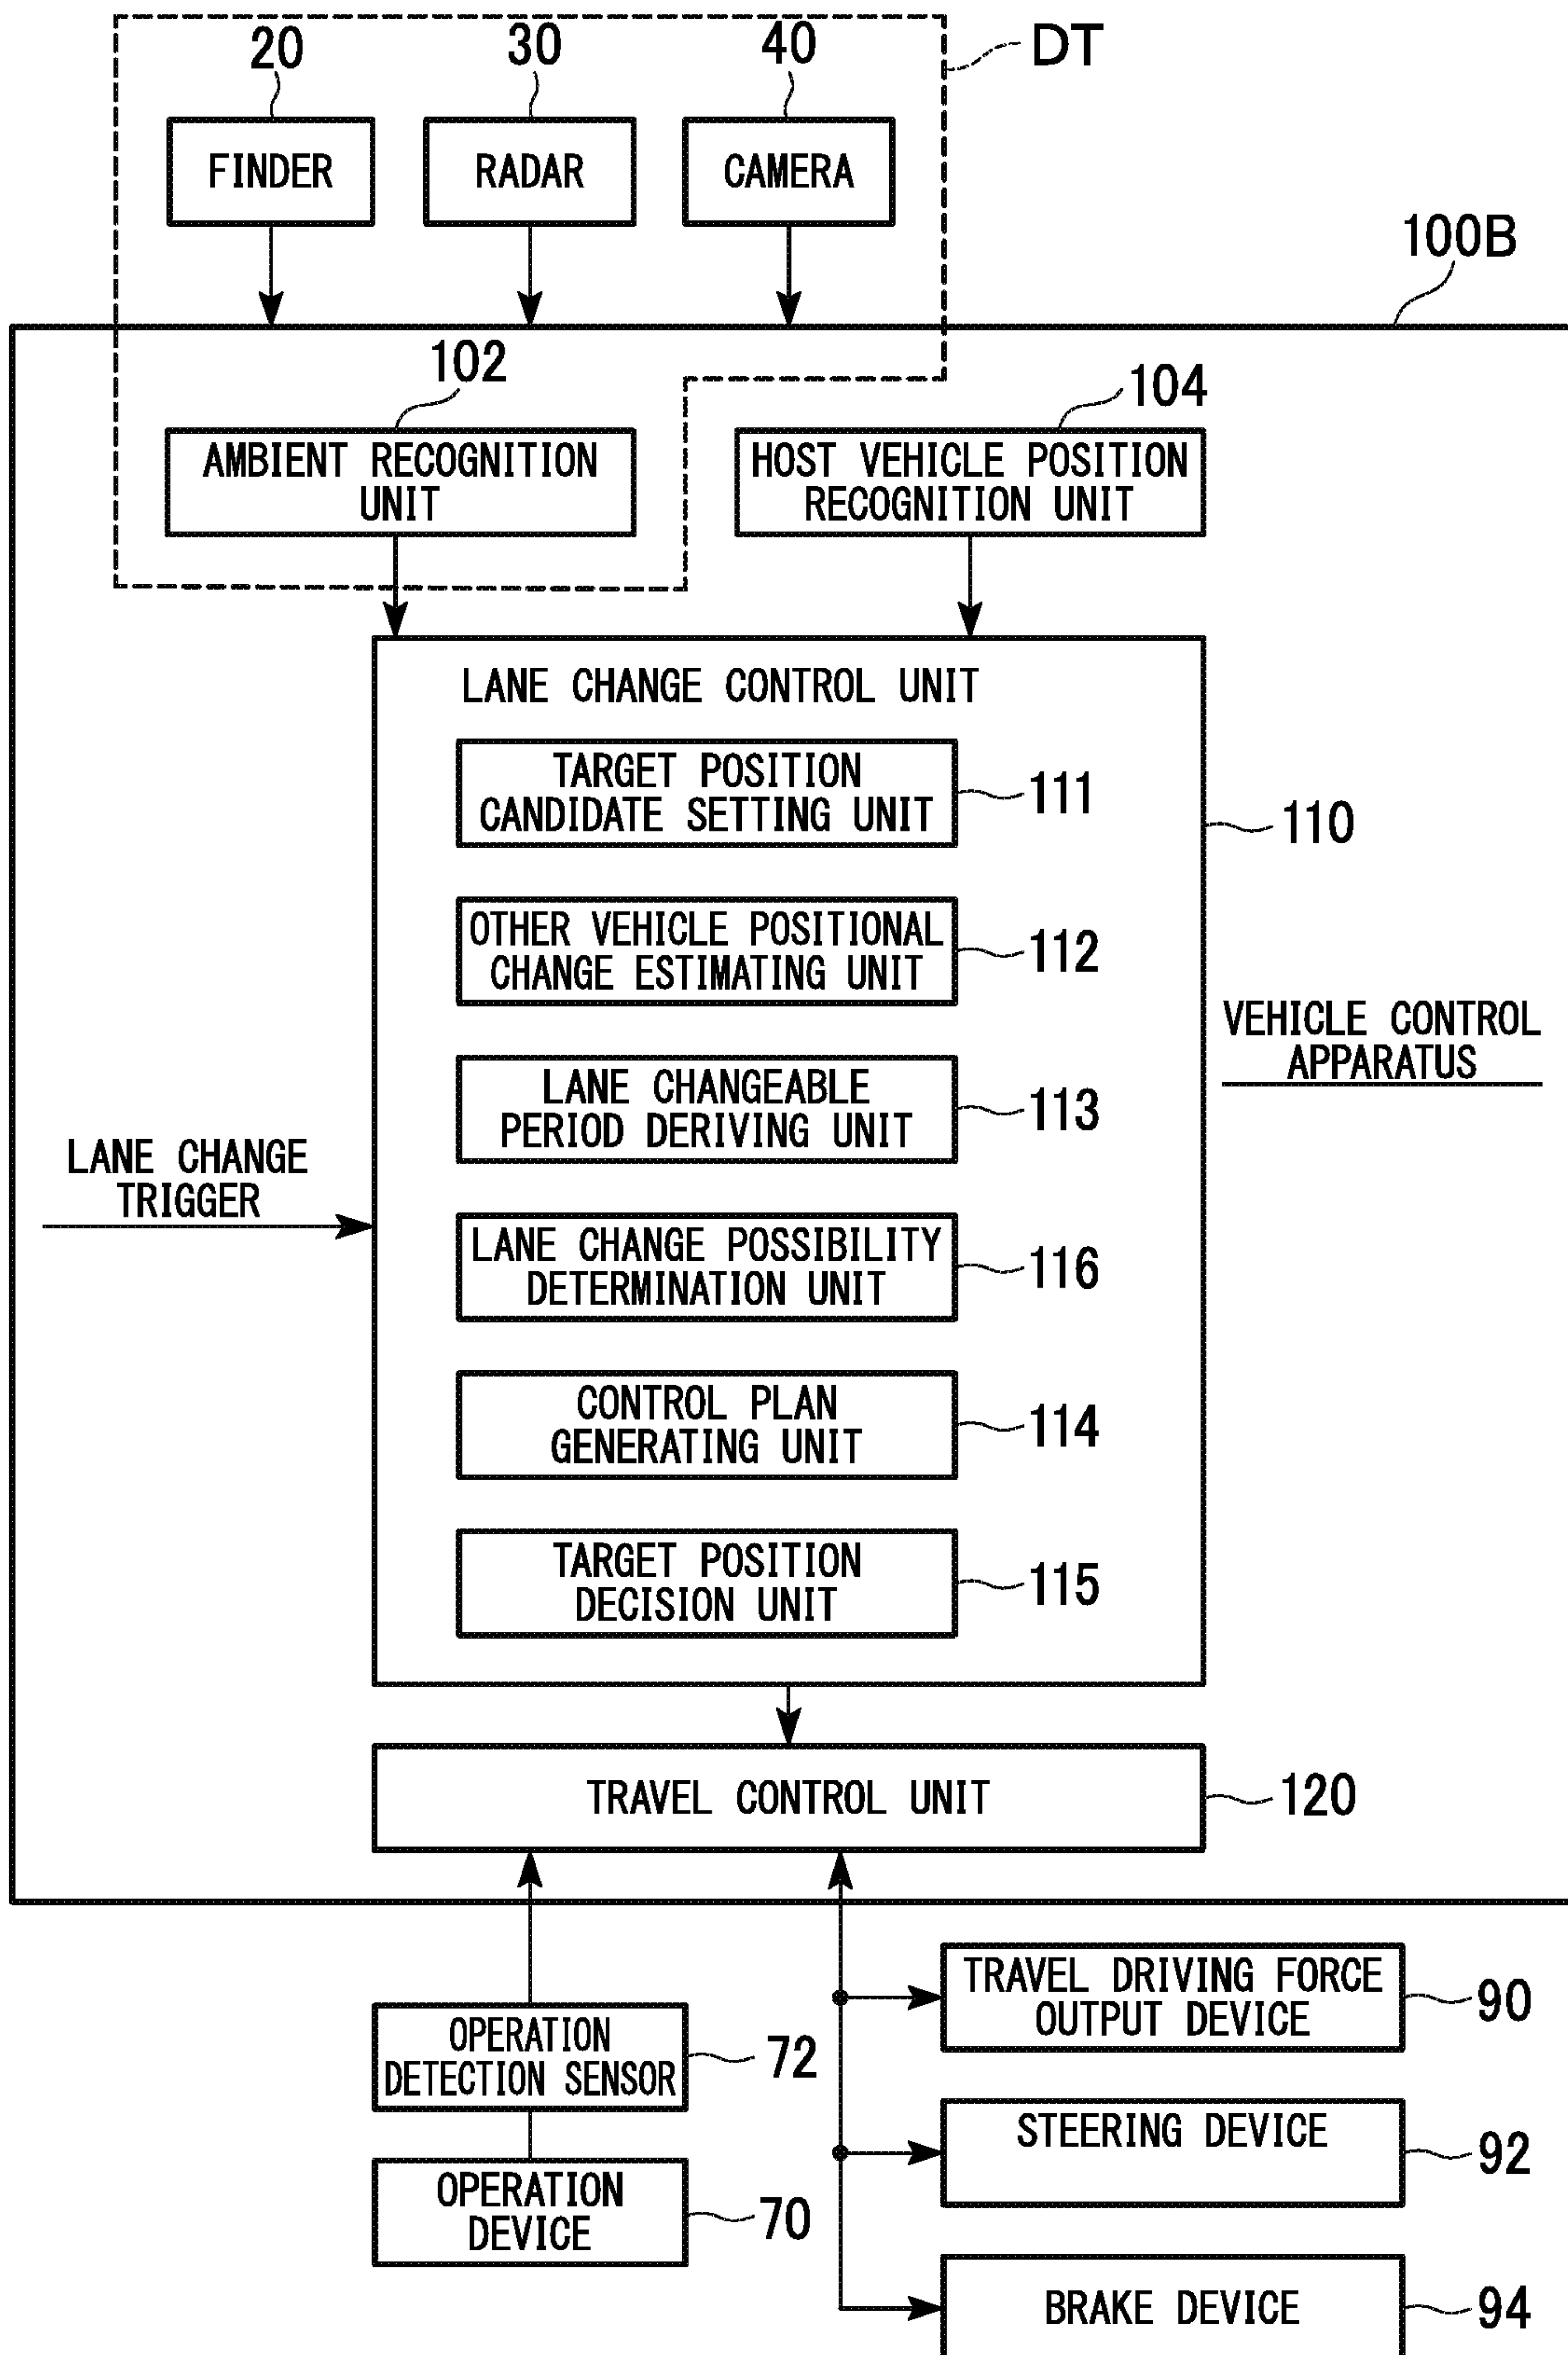 20
30
40
DT
FINDER
RADAR
CAMERA
100B
102
104
AMBIENT RECOGNITION
UNIT
HOST VEHICLE POSITION
RECOGNITION UNIT
LANE CHANGE CONTROL UNIT
TARGET POSITION
CANDIDATE SETTING UNIT
111
110
OTHER VEHICLE POSITIONAL
CHANGE ESTIMATING UNIT
112
VEHICLE CONTROL
APPARATUS
LANE CHANGEABLE
PERIOD DERIVING UNIT
113
LANE CHANGE
TRIGGER
LANE CHANGE POSSIBILITY
DETERMINATION UNIT
116
CONTROL PLAN
GENERATING UNIT
114
TARGET POSITION
DECISION UNIT
115
TRAVEL CONTROL UNIT
120
TRAVEL DRIVING FORCE
OUTPUT DEVICE
90
OPERATION
DETECTION SENSOR
72
STEERING DEVICE
92
OPERATION
DEVICE
70
BRAKE DEVICE
94